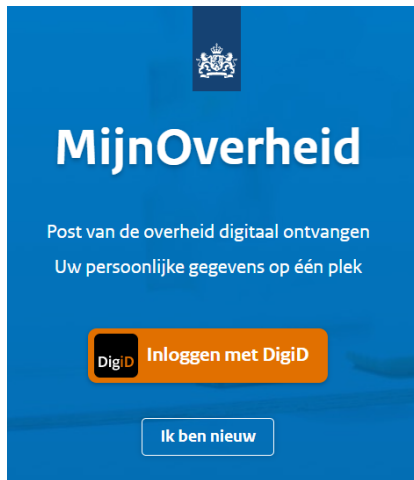 MijnOverheid
Post van de overheid digitaal ontvangen
Uw persoonlijke gegevens op één plek
DigiD Inloggen met DigiD
Ik ben nieuw